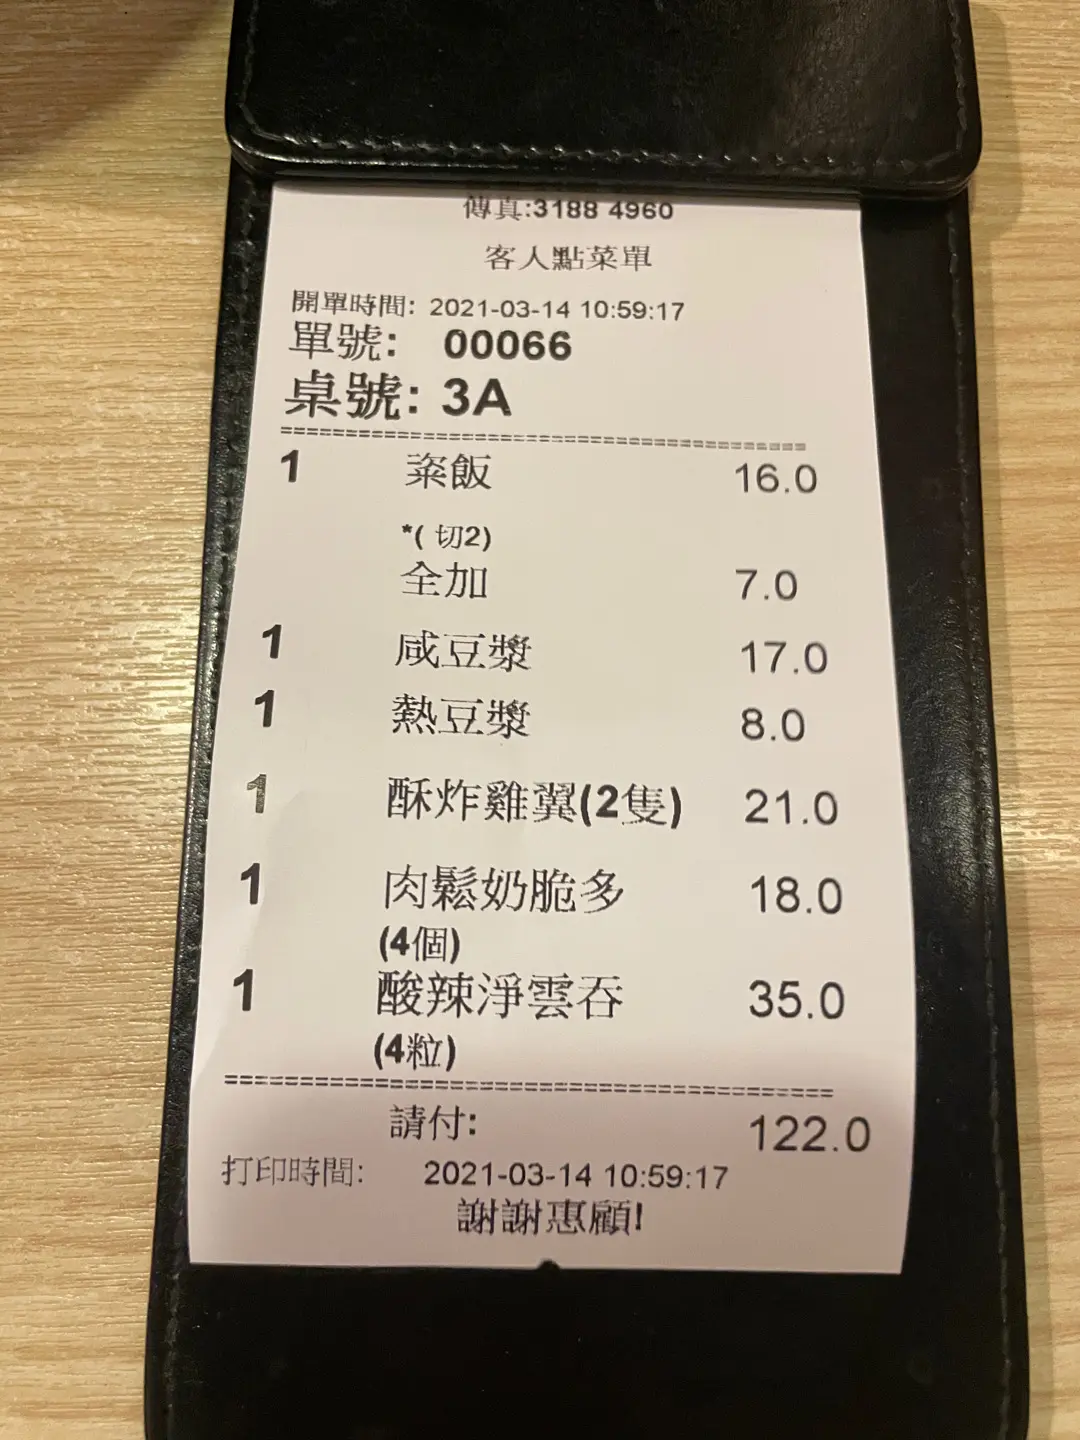 傳真:3188 4960
客人點菜單
開單時間: 2021-03-14 10:59:17
單號: 00066
桌號: 3A
================================================
1 粢飯 16.0
*( 切2)
全加 7.0
1 咸豆漿 17.0
1 熱豆漿 8.0
1 酥炸雞翼(2隻) 21.0
1 肉鬆奶脆多 18.0
(4個)
1 酸辣淨雲吞 35.0
(4粒)
================================================
請付: 122.0
打印時間: 2021-03-14 10:59:17
謝謝惠顧!